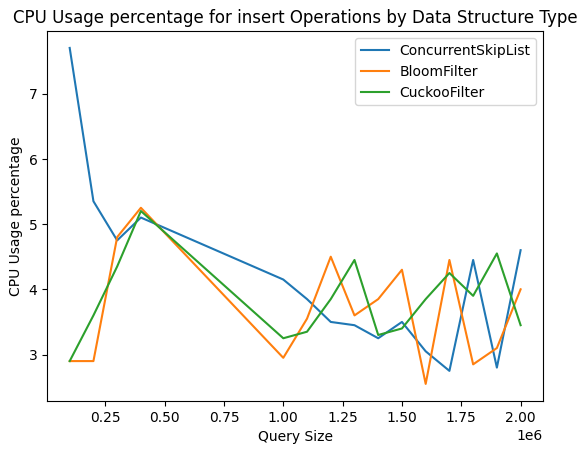 CPU Usage percentage for insert Operations by Data Structure Type
ConcurrentSkipList
BloomFilter
CuckooFilter
CPU Usage percentage
7
6
5
4
3
0.25 0.50 0.75 1.00 1.25 1.50 1.75 2.00
1e6
Query Size